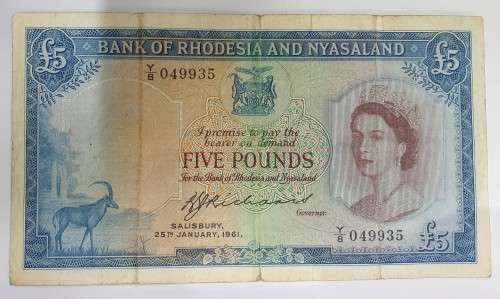 £5 BANK OF RHODESIA AND NYASALAND £5
Y/8 049935
I promise to pay the
bearer on demand
FIVE POUNDS
For the Bank of Rhodesia and Nyasaland
Governor.
SALISBURY,
25TH JANUARY, 1961.
Y/8 049935
£5